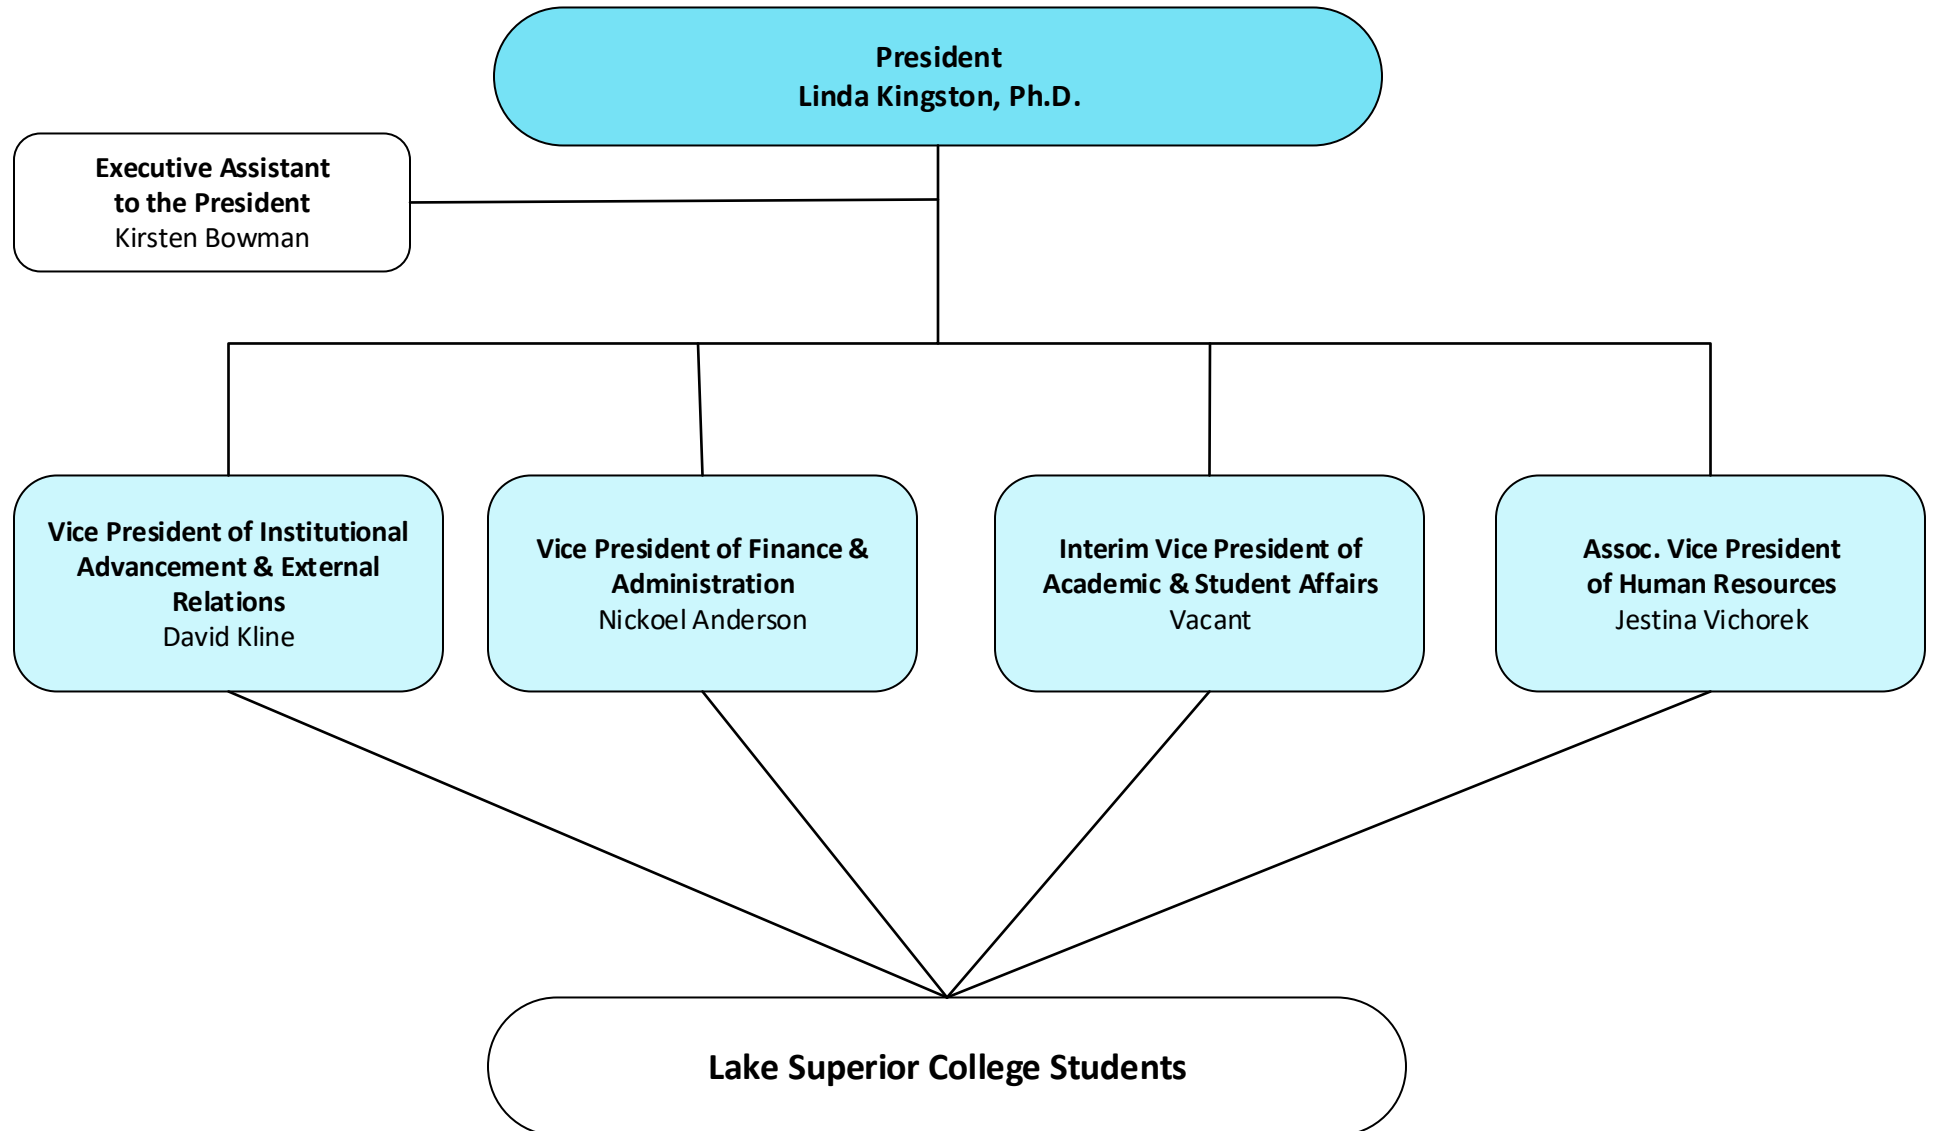 President
Linda Kingston, Ph.D.
Executive Assistant
to the President
Kirsten Bowman
Vice President of Institutional
Advancement & External
Relations
David Kline
Vice President of Finance &
Administration
Nickoel Anderson
Interim Vice President of
Academic & Student Affairs
Vacant
Assoc. Vice President
of Human Resources
Jestina Vichorek
Lake Superior College Students